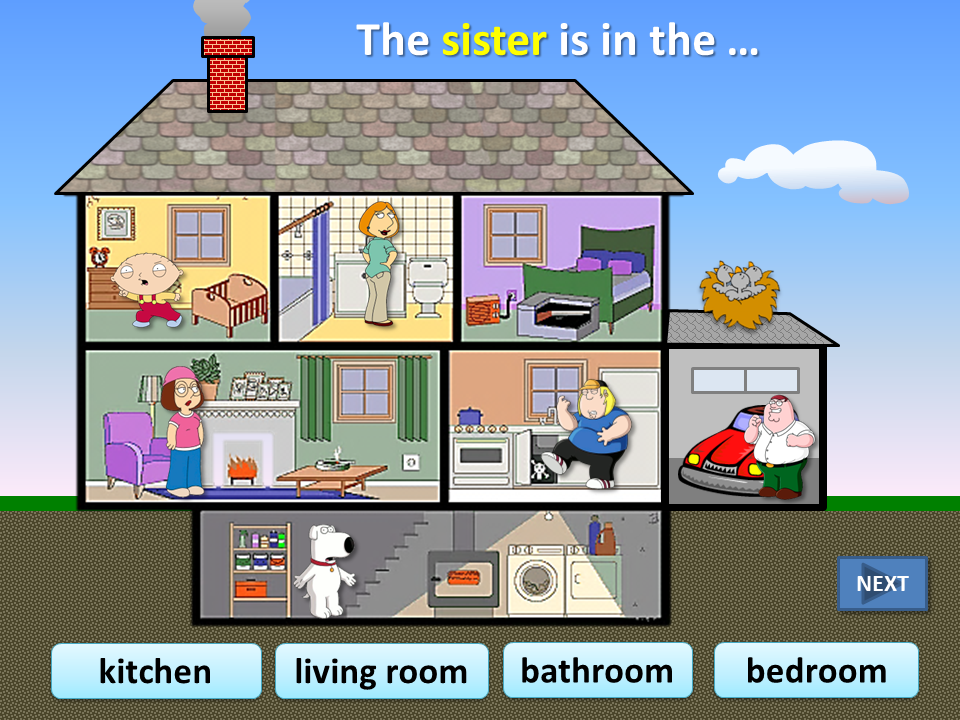 The sister is in the …
NEXT
kitchen
living room
bathroom
bedroom